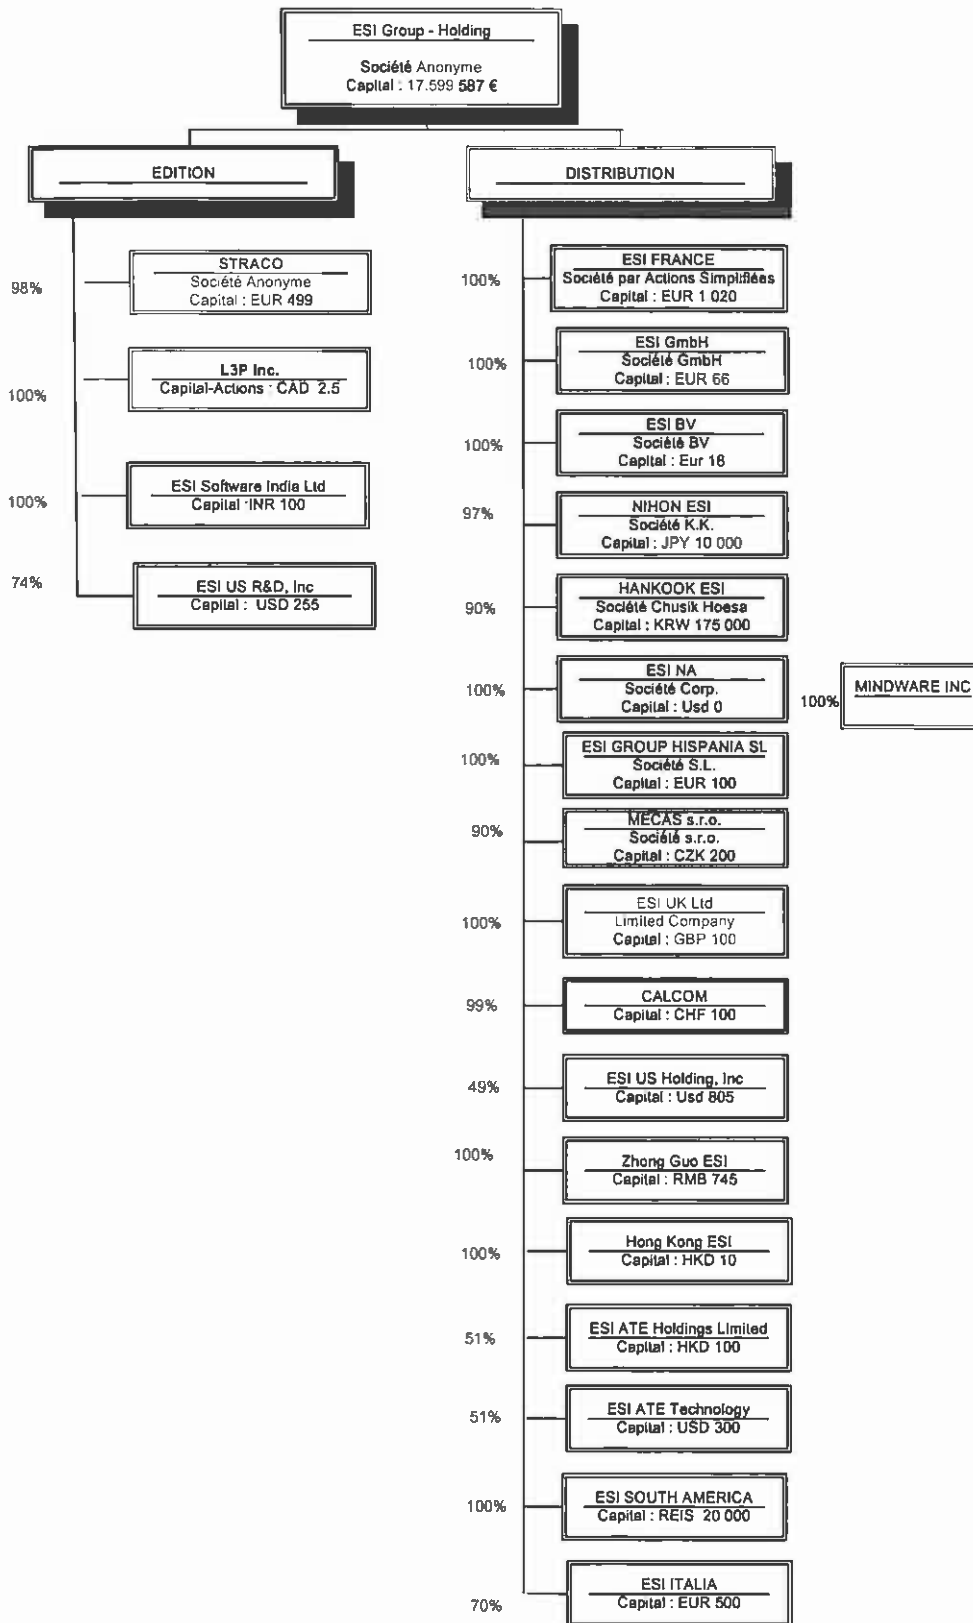 ESI Group - Holding
Société Anonyme
Capital : 17.599 587 €
EDITION
98%
STRACO
Société Anonyme
Capital : EUR 499
100%
L3P Inc.
Capital-Actions : CAD 2.5
100%
ESI Software India Ltd
Capital : INR 100
74%
ESI US R&D, Inc
Capital : USD 255
DISTRIBUTION
100%
ESI FRANCE
Société par Actions Simplifiées
Capital : EUR 1 020
100%
ESI GmbH
Société GmbH
Capital : EUR 66
100%
ESI BV
Société BV
Capital : Eur 18
97%
NIHON ESI
Société K.K.
Capital : JPY 10 000
90%
HANKOOK ESI
Société Chusik Hoesa
Capital : KRW 175 000
100%
ESI NA
Société Corp.
Capital : Usd 0
100%
MINDWARE INC
100%
ESI GROUP HISPANIA SL
Société S.L.
Capital : EUR 100
90%
MECAS s.r.o.
Société s.r.o.
Capital : CZK 200
100%
ESI UK Ltd
Limited Company
Capital : GBP 100
99%
CALCOM
Capital : CHF 100
49%
ESI US Holding, Inc
Capital : Usd 805
100%
Zhong Guo ESI
Capital : RMB 745
100%
Hong Kong ESI
Capital : HKD 10
51%
ESI ATE Holdings Limited
Capital : HKD 100
51%
ESI ATE Technology
Capital : USD 300
100%
ESI SOUTH AMERICA
Capital : REIS 20 000
70%
ESI ITALIA
Capital : EUR 500